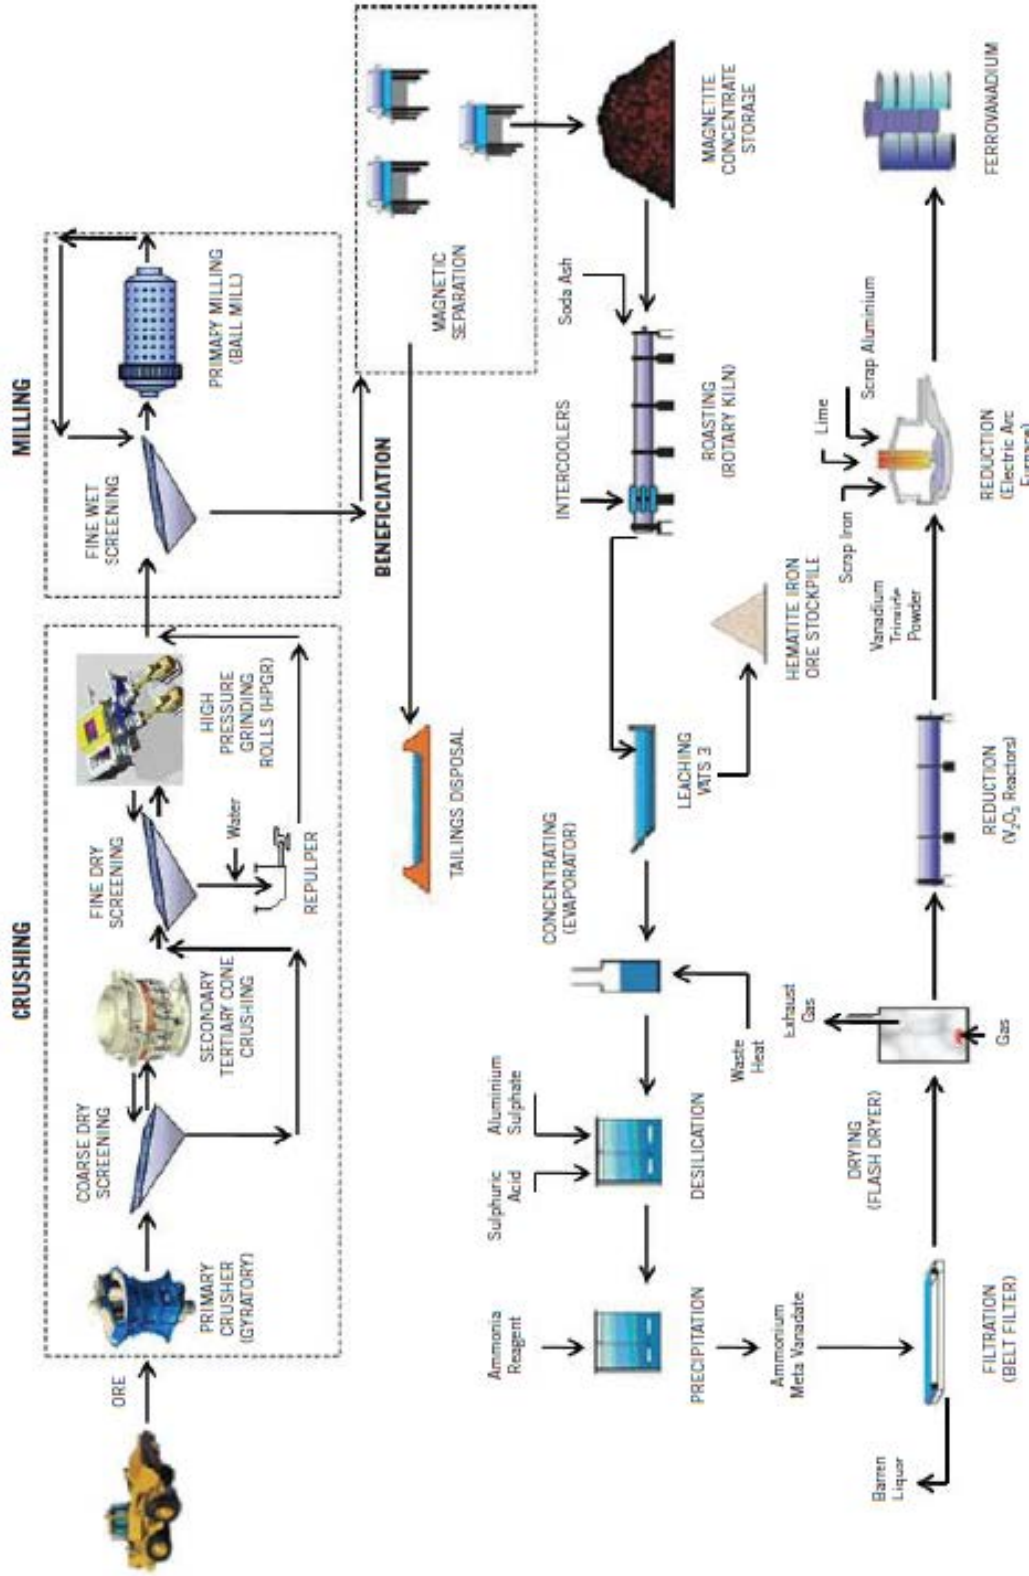 CRUSHING
MILLING
ORE
PRIMARY
CRUSHER
(GYRATORY)
COARSE DRY
SCREENING
SECONDARY
TERTIARY CONE
CRUSHING
FINE DRY
SCREENING
Water
REPULPER
HIGH
PRESSURE
GRINDING
ROLLS (HPGR)
FINE WET
SCREENING
PRIMARY MILLING
(BALL MILL)
BENEFICIATION
TAILINGS DISPOSAL
MAGNETIC
SEPARATION
MAGNETITE
CONCENTRATE
STORAGE
Soda Ash
INTERCOOLERS
ROASTING
(ROTARY KILN)
LEACHING
VATS 3
HEMATITE IRON
ORE STOCKPILE
CONCENTRATING
(EVAPORATOR)
Waste
Heat
Aluminium
Sulphate
Sulphuric
Acid
DESILICATION
Ammonia
Reagent
PRECIPITATION
Ammonium
Meta Vanadate
Barren
Liquor
FILTRATION
(BELT FILTER)
DRYING
(FLASH DRYER)
Exhaust
Gas
Gas
REDUCTION
(V₂O₃ Reactors)
Vanadium
Trioxide
Powder
Scrap Iron
Lime
Scrap Aluminium
REDUCTION
(Electric Arc
Furnace)
FERROVANADIUM